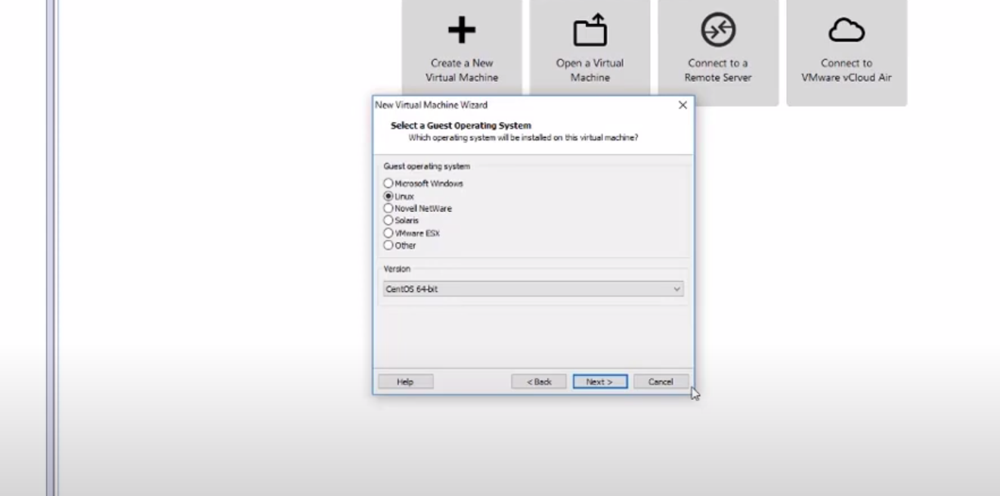 Create a New
Virtual Machine
Open a Virtual
Machine
Connect to a
Remote Server
Connect to
VMware vCloud Air
New Virtual Machine Wizard
Select a Guest Operating System
Which operating system will be installed on this virtual machine?
Guest operating system
Microsoft Windows
Linux
Novell NetWare
Solaris
VMware ESX
Other
Version
CentOS 64-bit
Help
< Back
Next >
Cancel